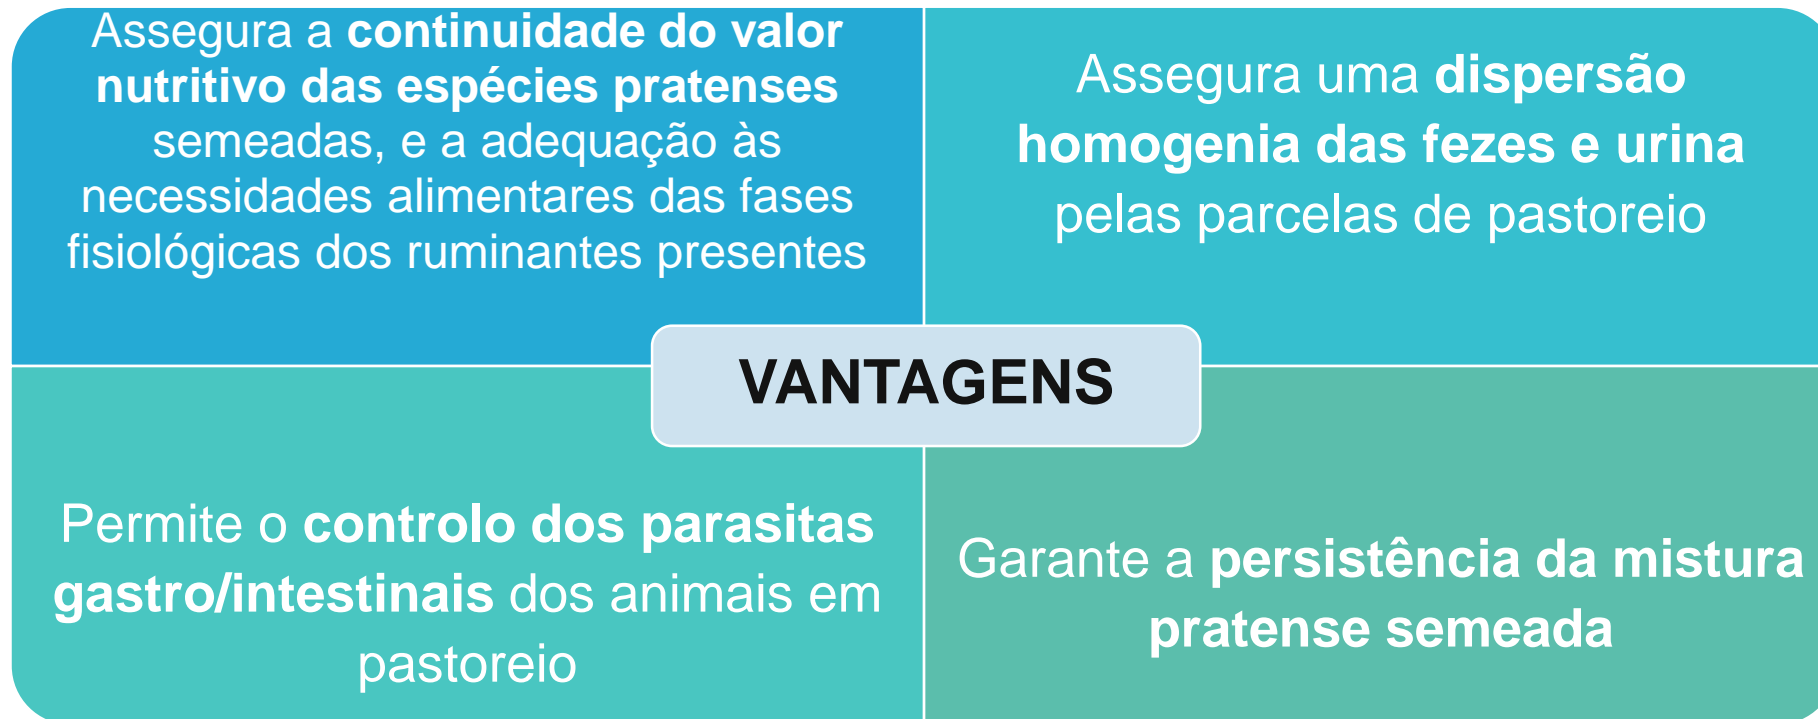 Assegura a continuidade do valor
nutritivo das espécies pratenses
semeadas, e a adequação às
necessidades alimentares das fases
fisiológicas dos ruminantes presentes
Assegura uma dispersão
homogenia das fezes e urina
pelas parcelas de pastoreio
VANTAGENS
Permite o controlo dos parasitas
gastro/intestinais dos animais em
pastoreio
Garante a persistência da mistura
pratense semeada